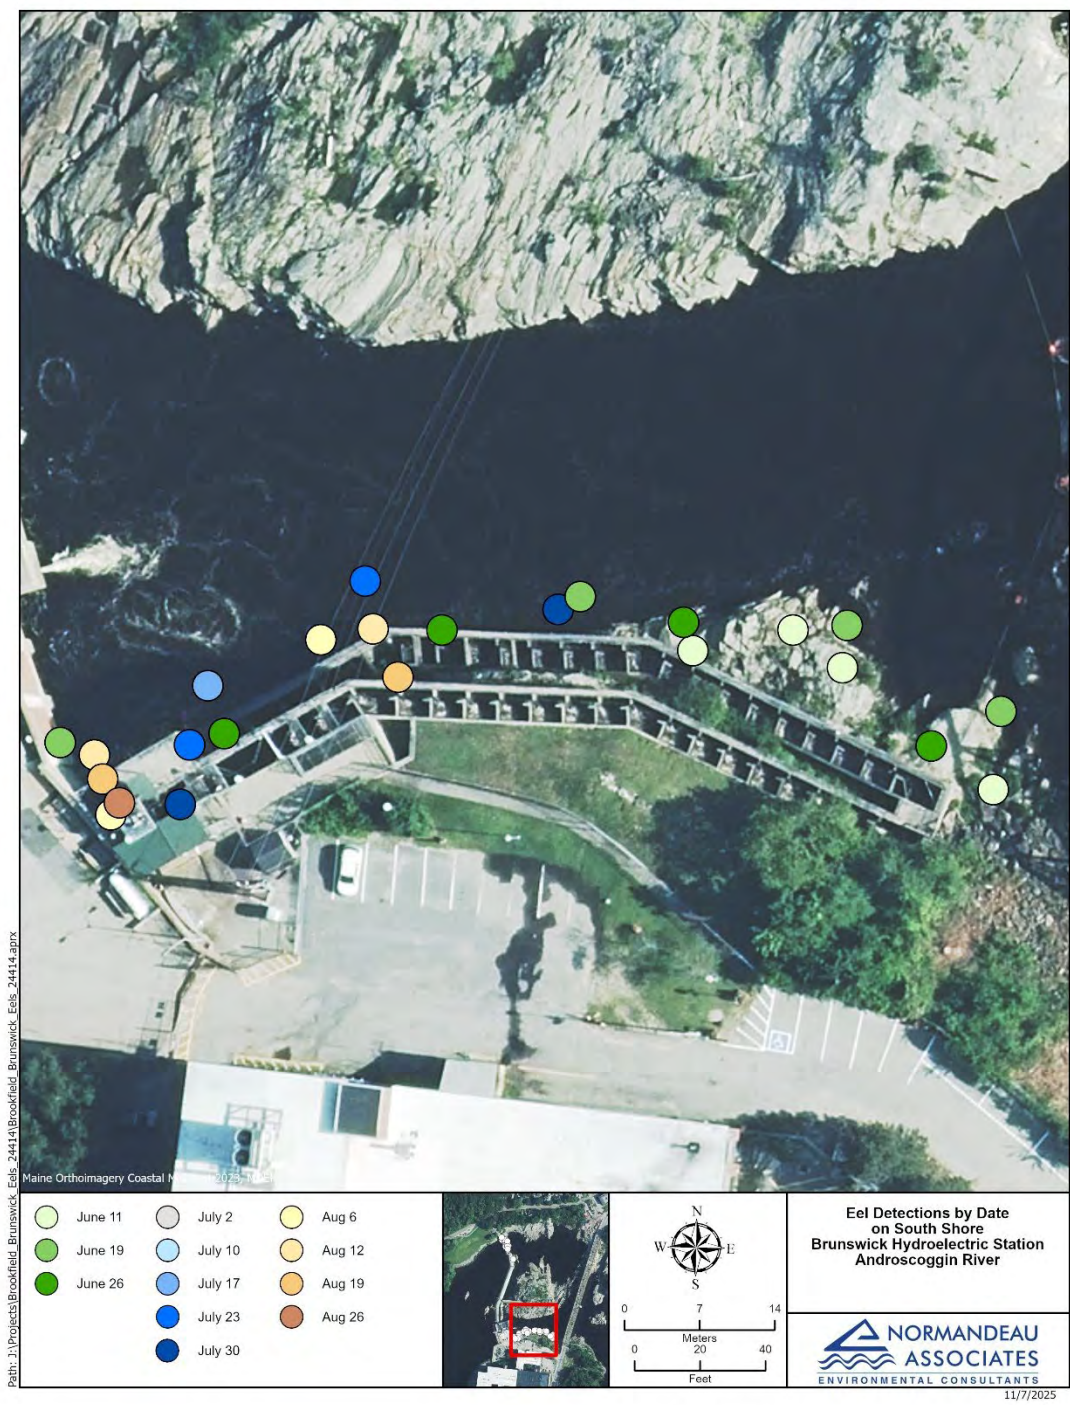 Path: J:\Projects\Brookfield_Brunswick_Eels_24414\Brookfield_Brunswick_Eels_24414.aprx
Maine Orthoimagery Coastal
June 11
June 19
June 26
July 2
July 10
July 17
July 23
July 30
Aug 6
Aug 12
Aug 19
Aug 26
N
W E
S
0 7 14
Meters
0 20 40
Feet
Eel Detections by Date
on South Shore
Brunswick Hydroelectric Station
Androscoggin River
NORMANDEAU
ASSOCIATES
ENVIRONMENTAL CONSULTANTS
11/7/2025